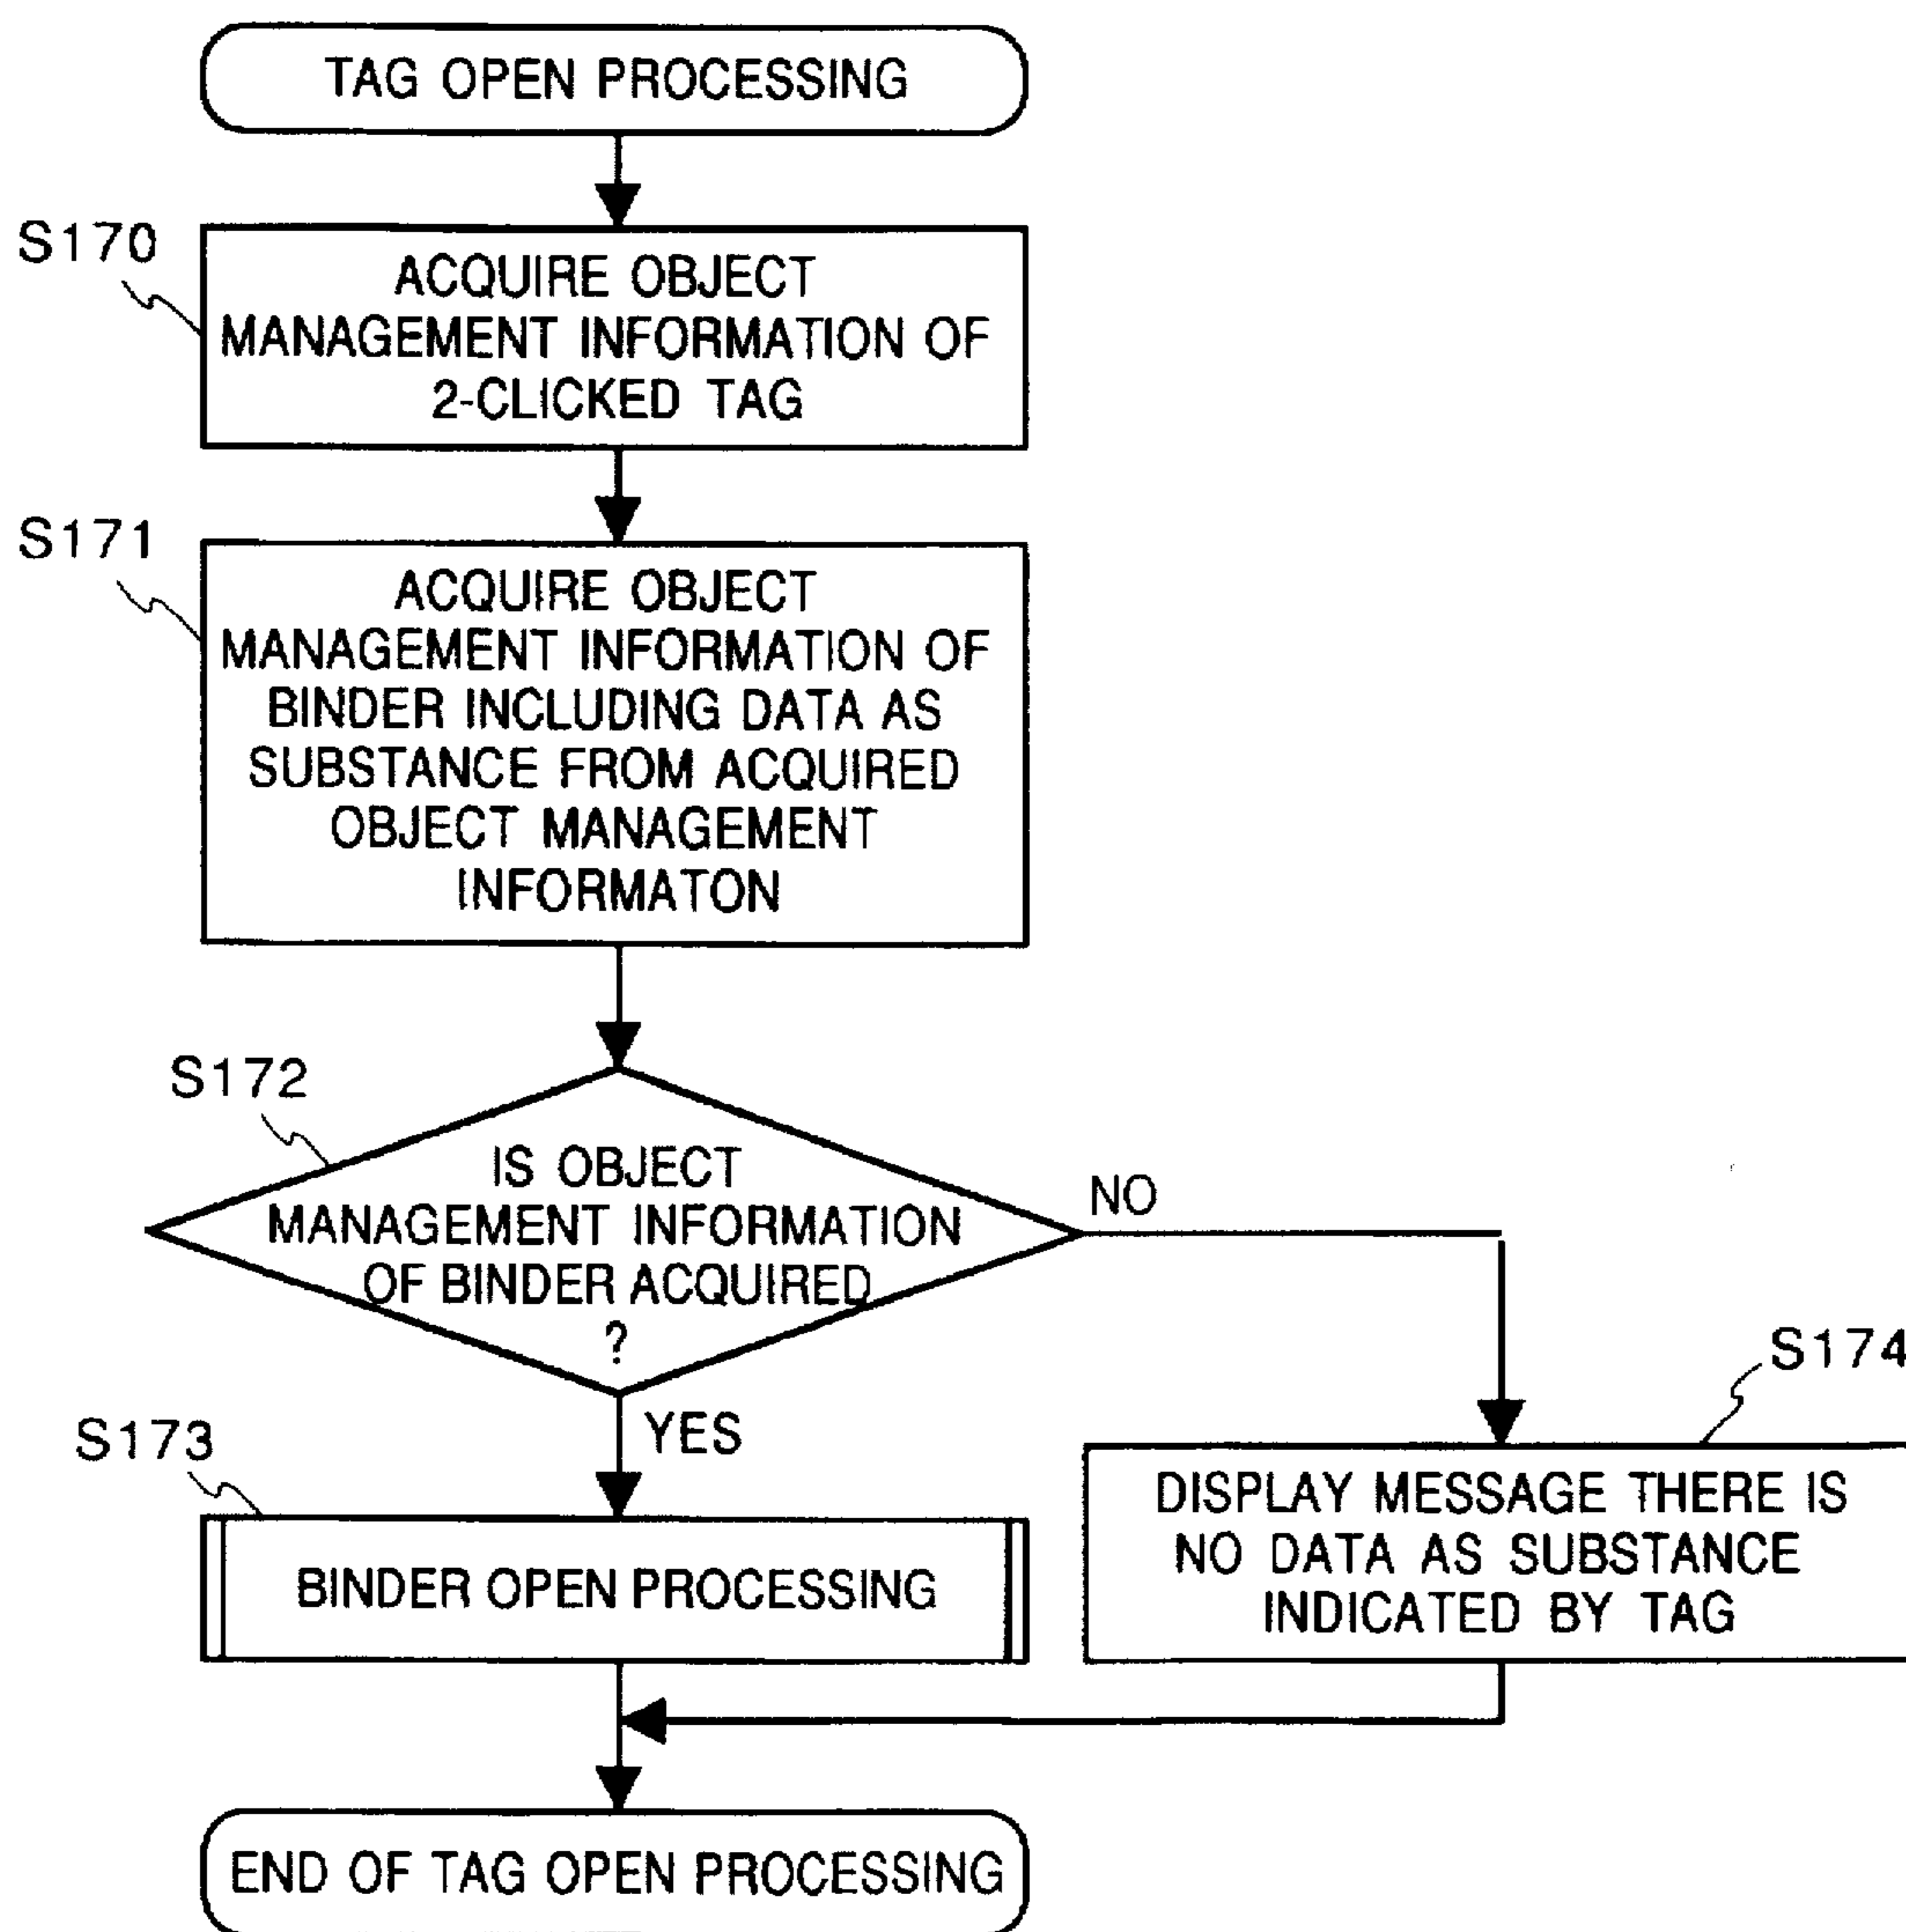 TAG OPEN PROCESSING
S170
ACQUIRE OBJECT
MANAGEMENT INFORMATION OF
2-CLICKED TAG
S171
ACQUIRE OBJECT
MANAGEMENT INFORMATION OF
BINDER INCLUDING DATA AS
SUBSTANCE FROM ACQUIRED
OBJECT MANAGEMENT
INFORMATON
S172
IS OBJECT
MANAGEMENT INFORMATION
OF BINDER ACQUIRED
?
NO
YES
S173
BINDER OPEN PROCESSING
S174
DISPLAY MESSAGE THERE IS
NO DATA AS SUBSTANCE
INDICATED BY TAG
END OF TAG OPEN PROCESSING